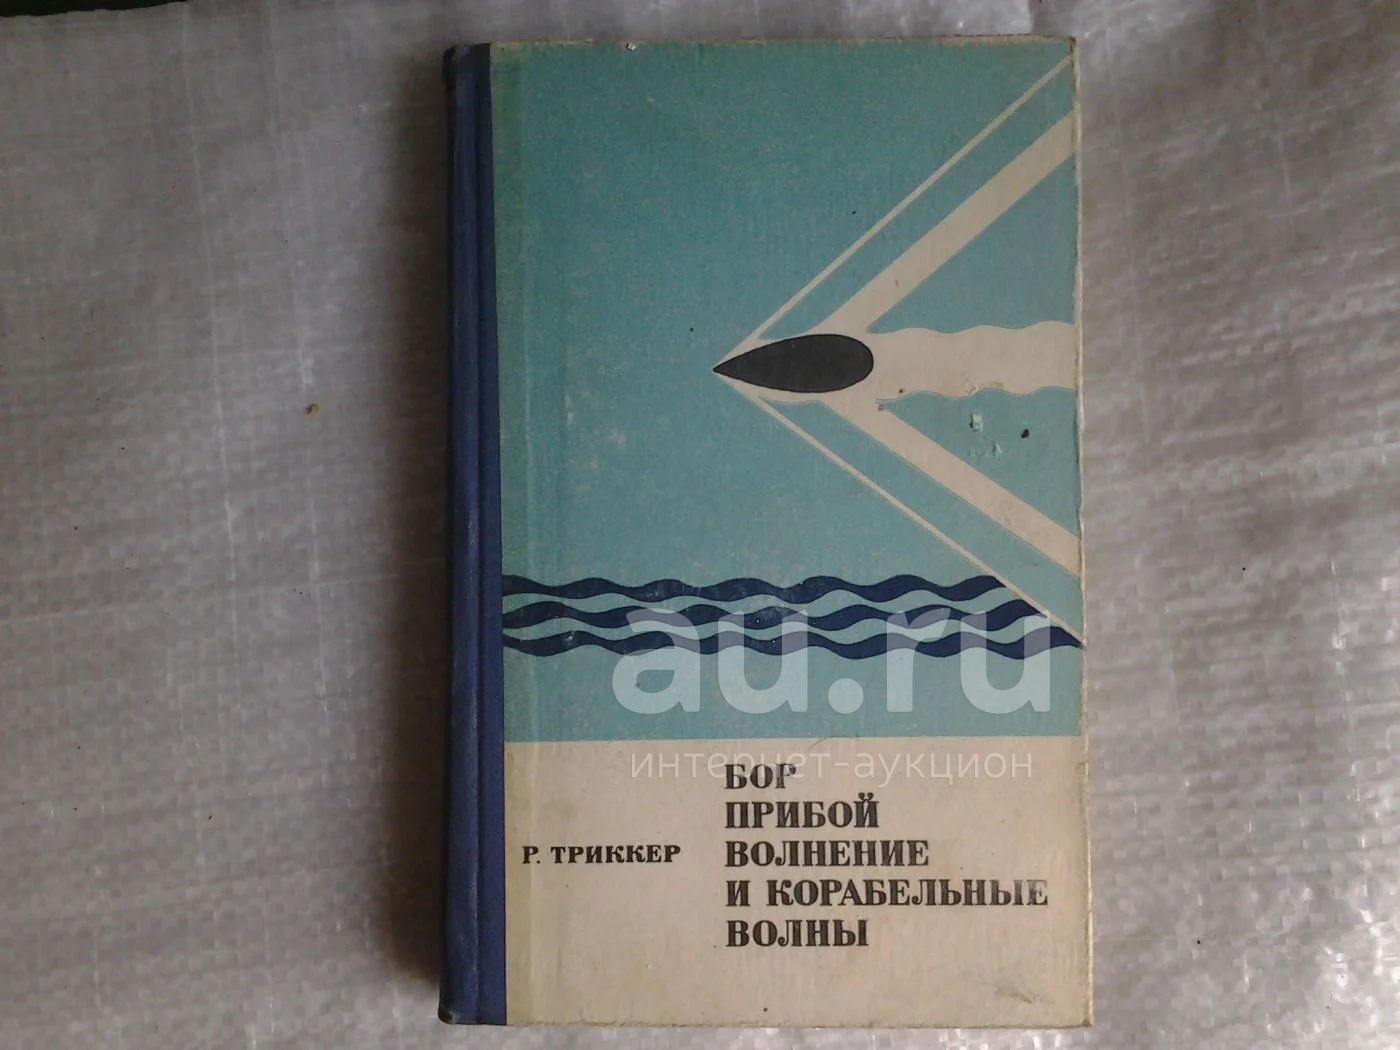 au.ru
интернет-аукцион
БОР
ПРИБОЙ
Р. ТРИККЕР ВОЛНЕНИЕ
И КОРАБЕЛЬНЫЕ
ВОЛНЫ